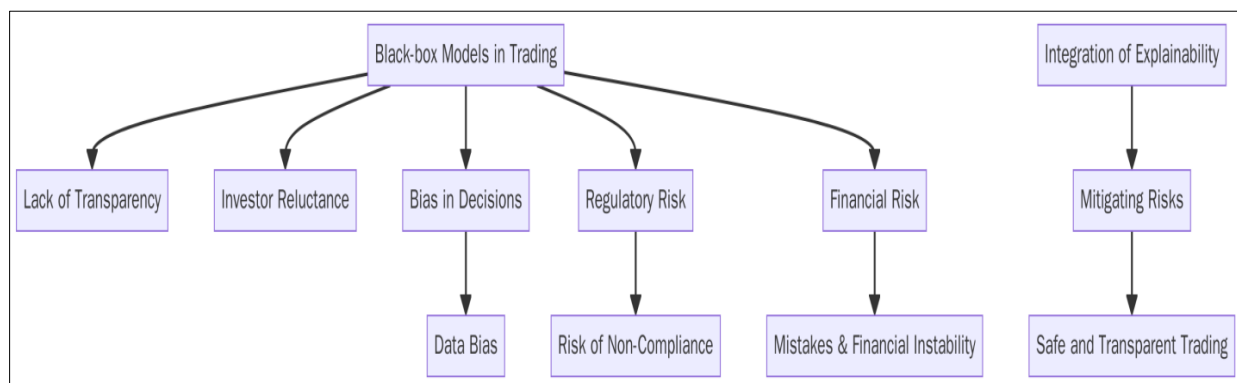 Black-box Models in Trading
Integration of Explainability
Lack of Transparency
Investor Reluctance
Bias in Decisions
Regulatory Risk
Financial Risk
Mitigating Risks
Data Bias
Risk of Non-Compliance
Mistakes & Financial Instability
Safe and Transparent Trading